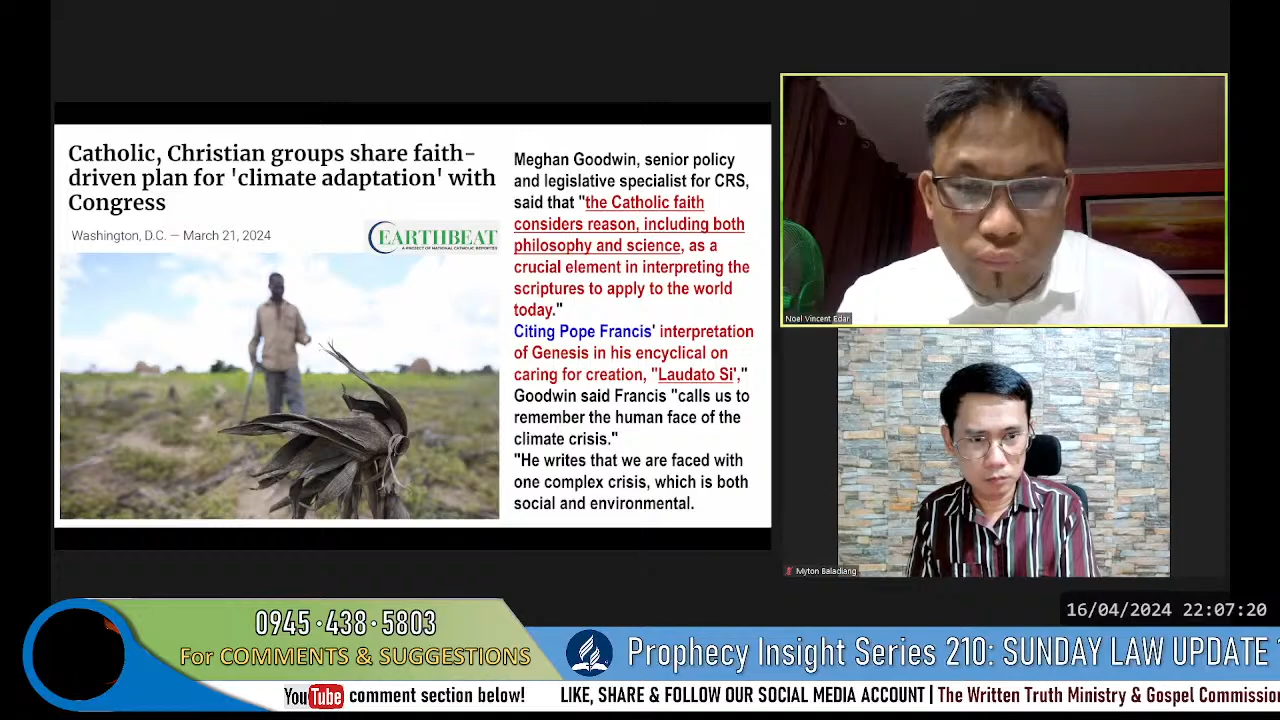 Catholic, Christian groups share faith-
driven plan for 'climate adaptation' with
Congress
Washington, D.C. — March 21, 2024
EARTHBEAT
A PROJECT OF NATIONAL CATHOLIC REPORTER
Meghan Goodwin, senior policy
and legislative specialist for CRS,
said that "the Catholic faith
considers reason, including both
philosophy and science, as a
crucial element in interpreting the
scriptures to apply to the world
today."
Citing Pope Francis' interpretation
of Genesis in his encyclical on
caring for creation, "Laudato Si',"
Goodwin said Francis "calls us to
remember the human face of the
climate crisis."
"He writes that we are faced with
one complex crisis, which is both
social and environmental.
Noel Vincent Edar
Myton Baladiang
16/04/2024 22:07:20
0945·438·5803
For COMMENTS & SUGGESTIONS
Prophecy Insight Series 210: SUNDAY LAW UPDATE
YouTube comment section below!
LIKE, SHARE & FOLLOW OUR SOCIAL MEDIA ACCOUNT | The Written Truth Ministry & Gospel Commissio